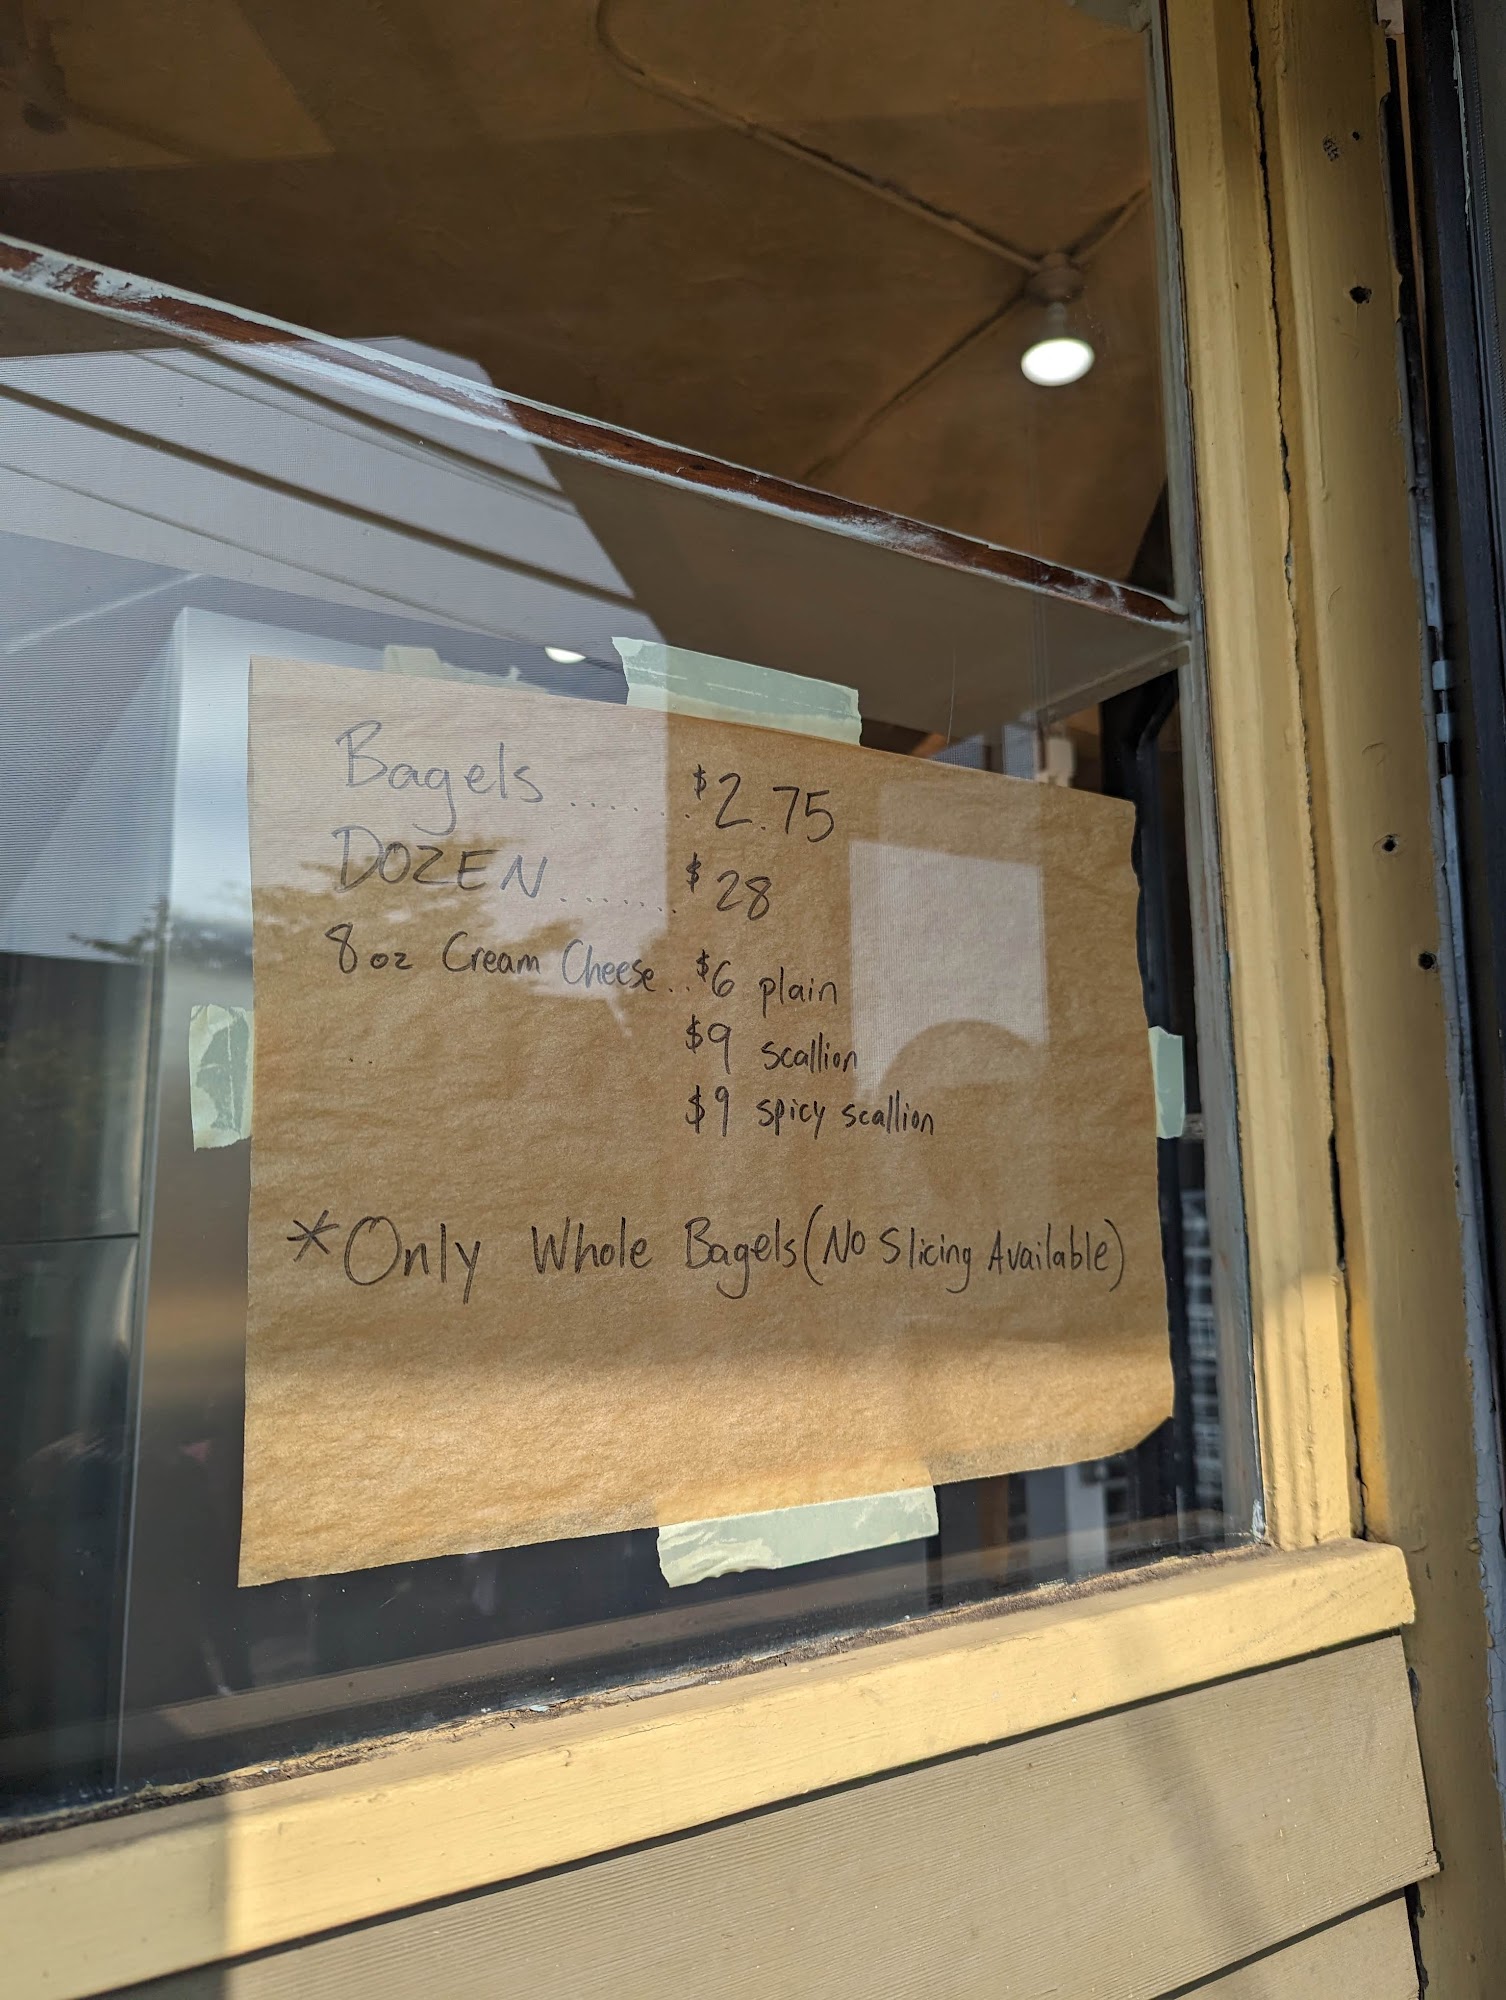 Bagels .... . $2.75
DOZEN ....... $28
8oz Cream Cheese.. $6 plain
$9 scallion
$9 spicy scallion
*Only Whole Bagels (No Slicing Available)